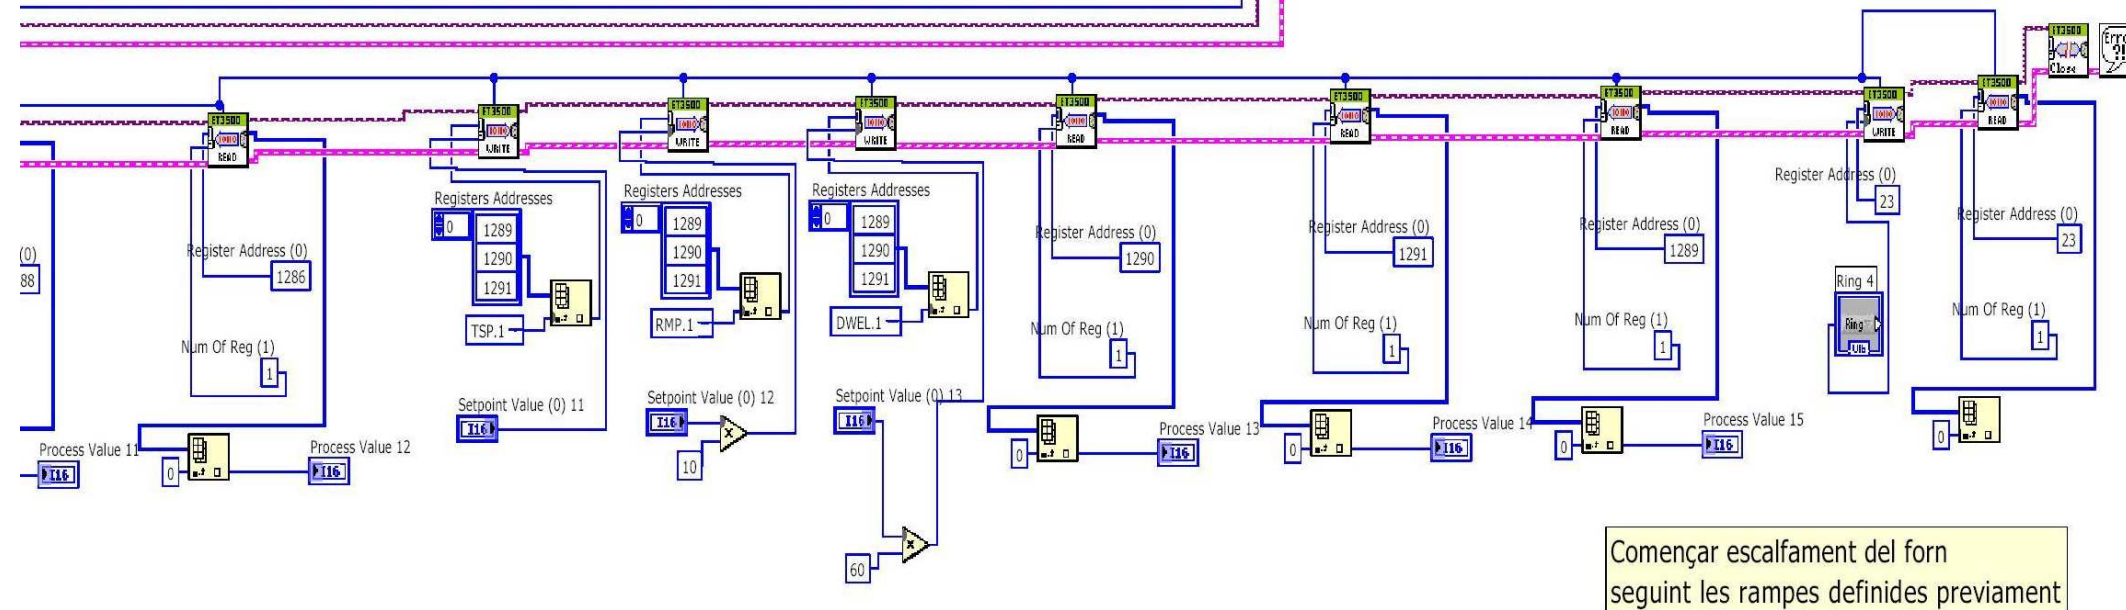 ET3500
Close
Erro
?!
ET3500
READ
ET3500
WRITE
ET3500
WRITE
ET3500
WRITE
ET3500
READ
ET3500
READ
ET3500
READ
ET3500
WRITE
ET3500
READ
(0)
88
Process Value 11
I16
Register Address (0)
1286
Num Of Reg (1)
1
0
Process Value 12
I16
Registers Addresses
0
1289
1290
1291
TSP.1
Setpoint Value (0) 11
I16
Registers Addresses
0
1289
1290
1291
RMP.1
Setpoint Value (0) 12
I16
x
10
Registers Addresses
0
1289
1290
1291
DWEL.1
Setpoint Value (0) 13
I16
x
60
Register Address (0)
1290
Num Of Reg (1)
1
0
Process Value 13
I16
Register Address (0)
1291
Num Of Reg (1)
1
0
Process Value 14
I16
Register Address (0)
1289
Num Of Reg (1)
1
0
Process Value 15
I16
Register Address (0)
23
Ring 4
Ring
Register Address (0)
23
Num Of Reg (1)
1
0
Començar escalfament del forn
seguint les rampes definides previament